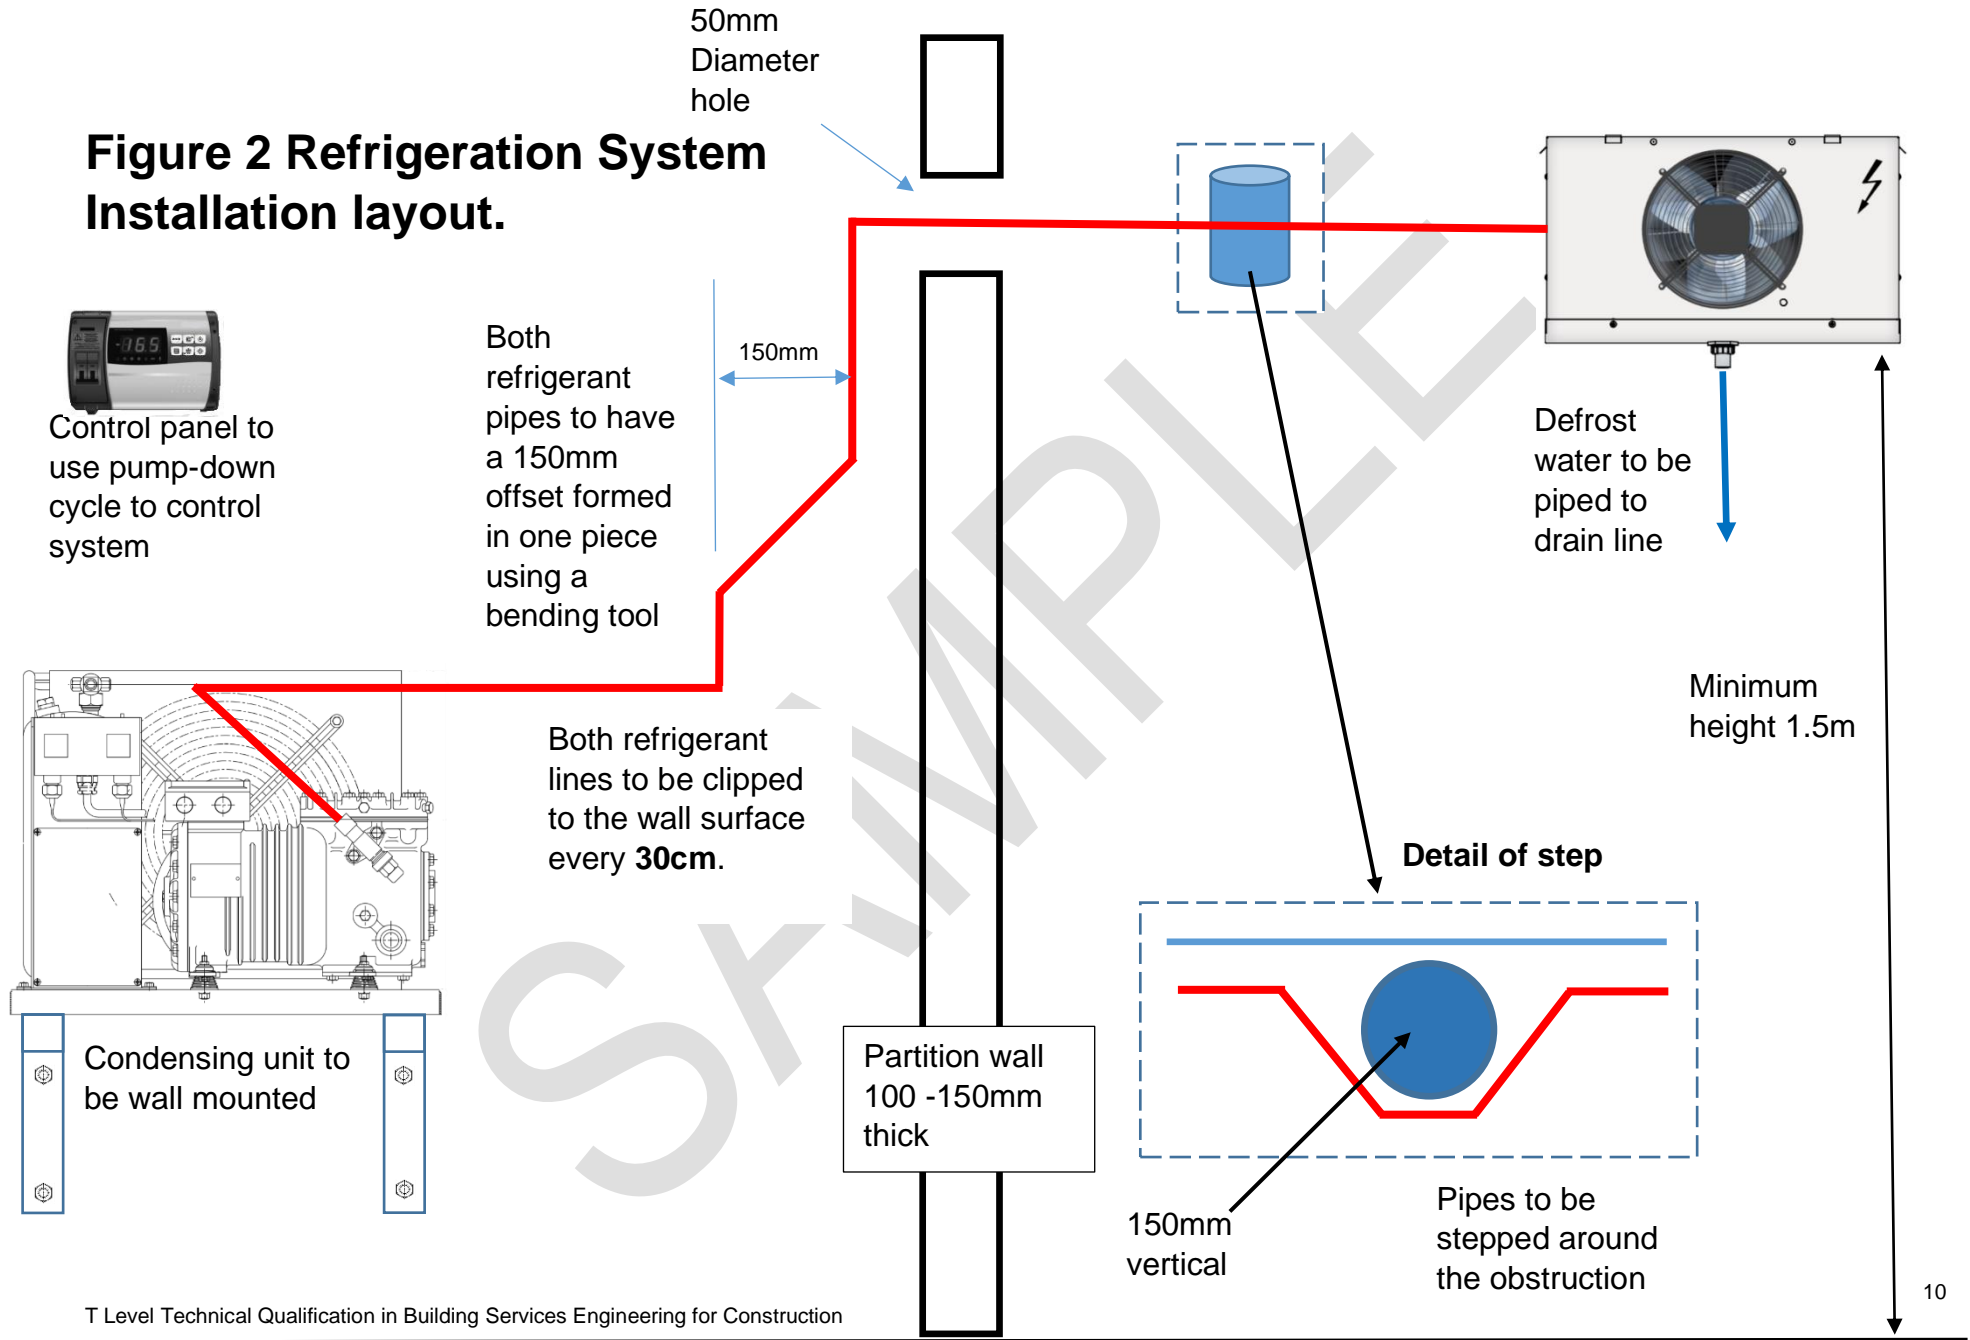 50mm
Diameter
hole
Figure 2 Refrigeration System
Installation layout.
16.5
Control panel to
use pump-down
cycle to control
system
Both
refrigerant
pipes to have
a 150mm
offset formed
in one piece
using a
bending tool
150mm
Defrost
water to be
piped to
drain line
Minimum
height 1.5m
Both refrigerant
lines to be clipped
to the wall surface
every 30cm.
Detail of step
Condensing unit to
be wall mounted
Partition wall
100 -150mm
thick
150mm
vertical
Pipes to be
stepped around
the obstruction
SAMPLE
T Level Technical Qualification in Building Services Engineering for Construction
10